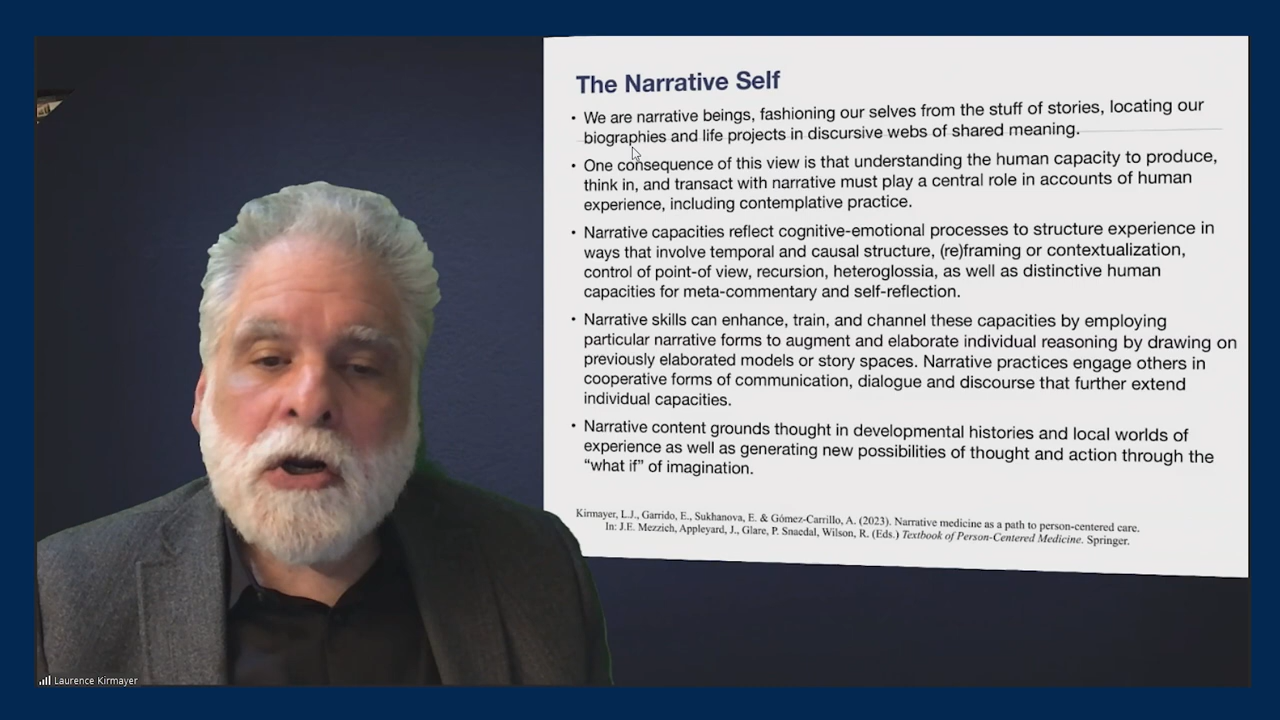 The Narrative Self
• We are narrative beings, fashioning our selves from the stuff of stories, locating our
biographies and life projects in discursive webs of shared meaning.
• One consequence of this view is that understanding the human capacity to produce,
think in, and transact with narrative must play a central role in accounts of human
experience, including contemplative practice.
• Narrative capacities reflect cognitive-emotional processes to structure experience in
ways that involve temporal and causal structure, (re)framing or contextualization,
control of point-of view, recursion, heteroglossia, as well as distinctive human
capacities for meta-commentary and self-reflection.
• Narrative skills can enhance, train, and channel these capacities by employing
particular narrative forms to augment and elaborate individual reasoning by drawing on
previously elaborated models or story spaces. Narrative practices engage others in
cooperative forms of communication, dialogue and discourse that further extend
individual capacities.
• Narrative content grounds thought in developmental histories and local worlds of
experience as well as generating new possibilities of thought and action through the
“what if” of imagination.
Kirmayer, L.J., Garrido, E., Sukhanova, E. & Gómez-Carrillo, A. (2023). Narrative medicine as a path to person-centered care.
In: J.E. Mezzich, Appleyard, J., Glare, P. Snaedal, Wilson, R. (Eds.) Textbook of Person-Centered Medicine. Springer.
Laurence Kirmayer